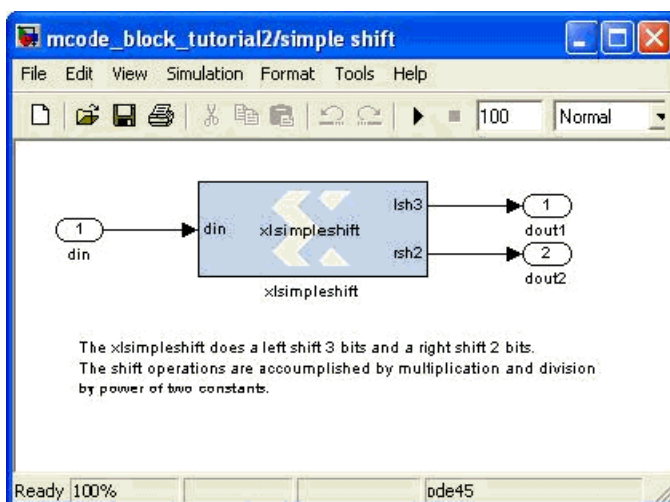 mcode_block_tutorial2/simple shift
File Edit View Simulation Format Tools Help
100 Normal
1
din
din
xlsimpleshift
lsh3
rsh2
xlsimpleshift
1
dout1
2
dout2
The xlsimpleshift does a left shift 3 bits and a right shift 2 bits.
The shift operations are accoumplished by multiplication and division
by power of two constants.
Ready 100% ode45